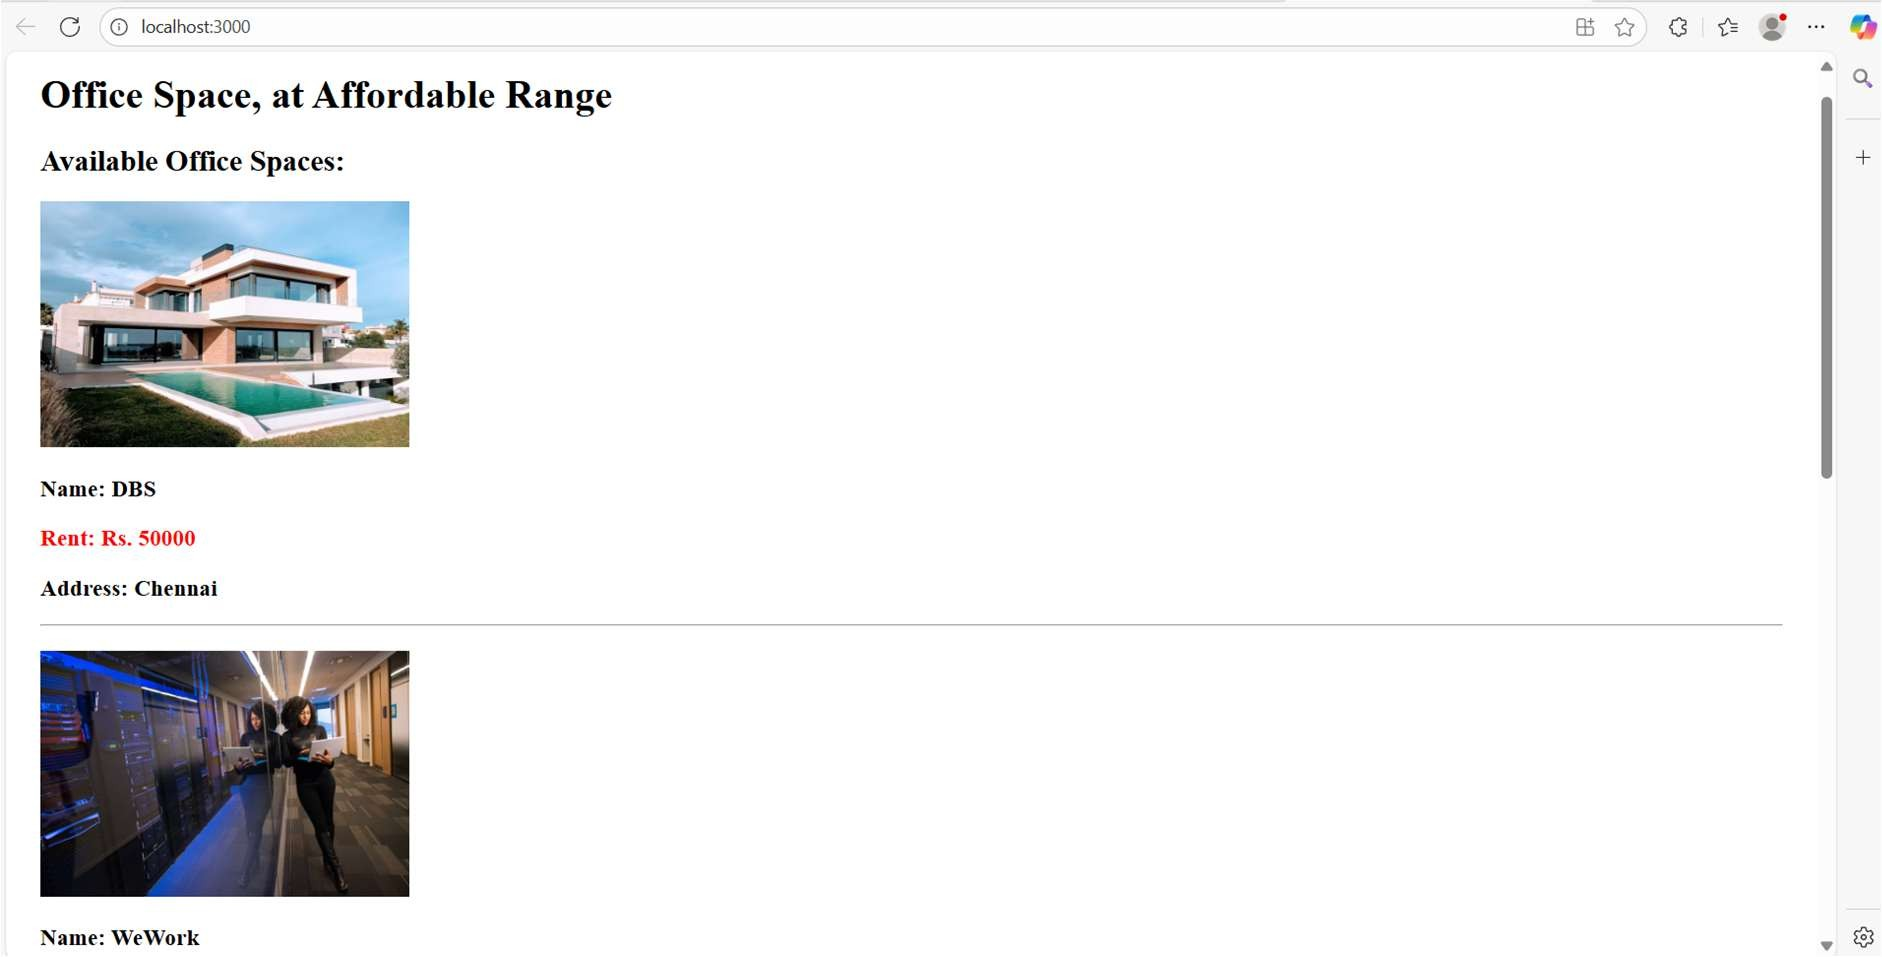 localhost:3000
Office Space, at Affordable Range
Available Office Spaces:
Name: DBS
Rent: Rs. 50000
Address: Chennai
Name: WeWork